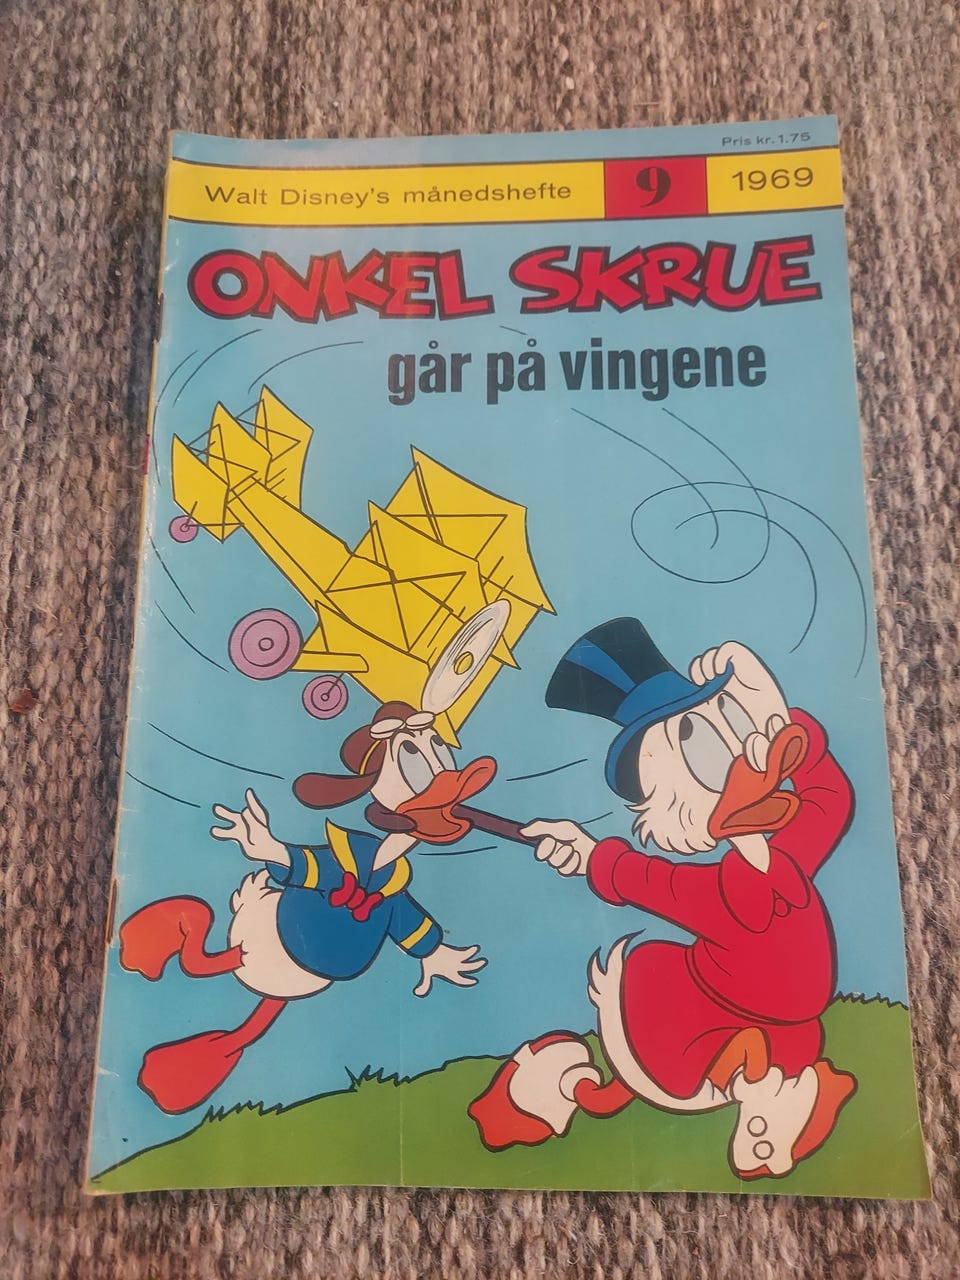 Pris kr. 1.75
Walt Disney's månedshefte 9 1969
ONKEL SKRUE
går på vingene